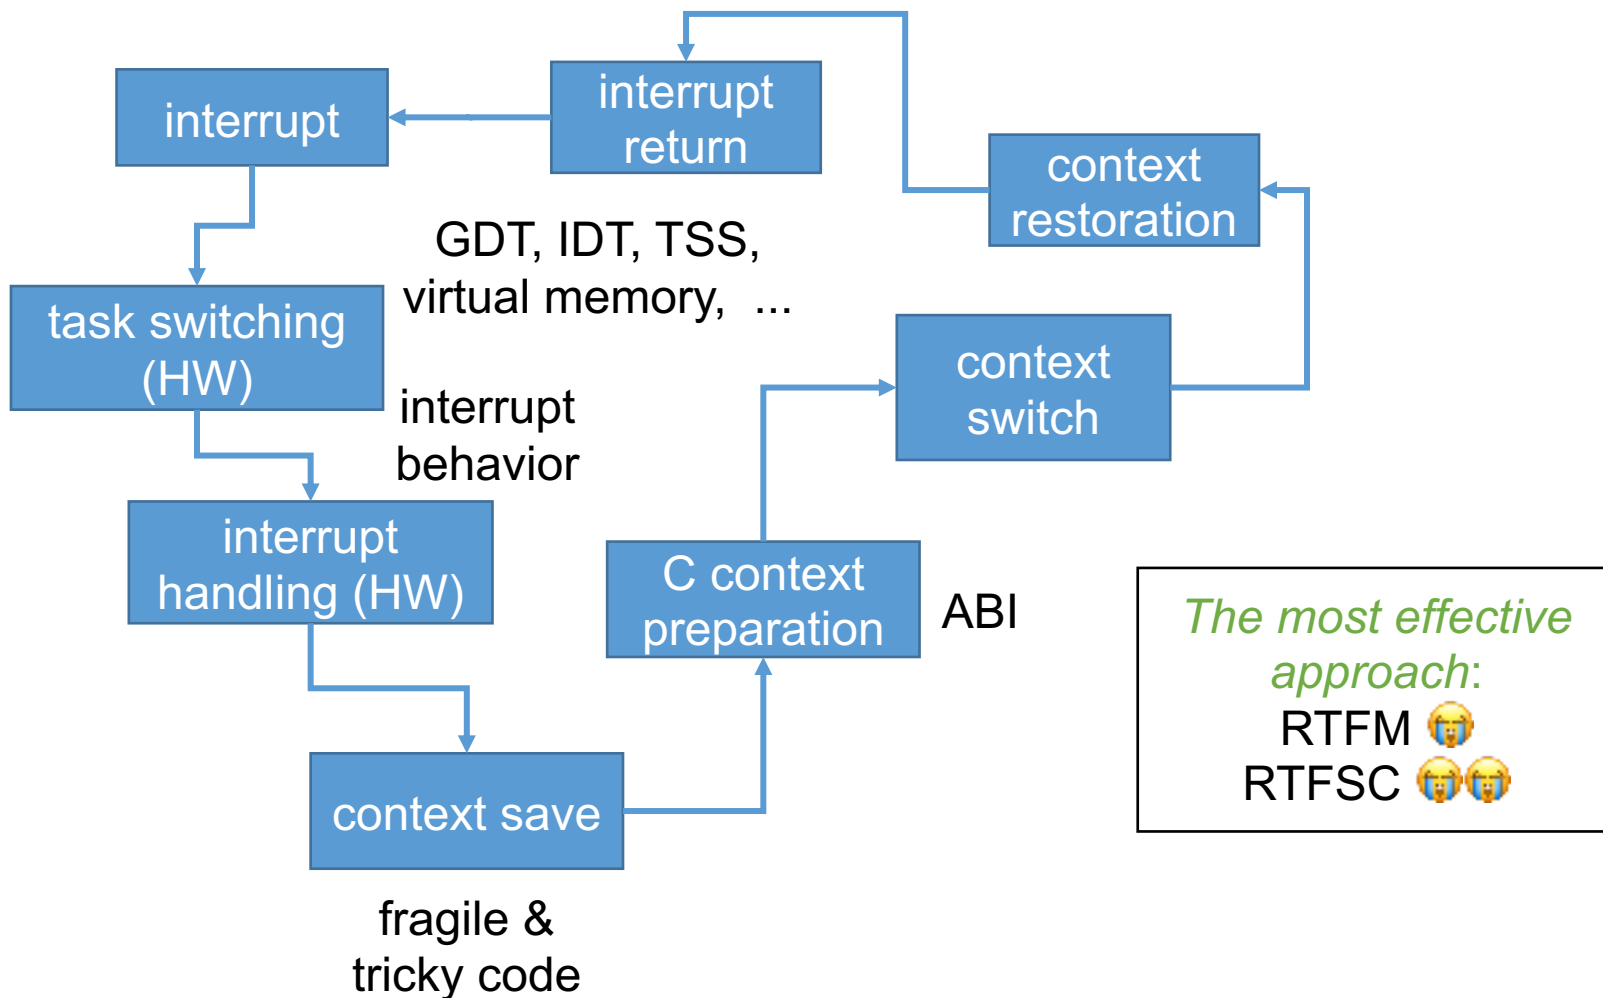 interrupt
interrupt
return
context
restoration
GDT, IDT, TSS,
virtual memory, ...
task switching
(HW)
context
switch
interrupt
behavior
interrupt
handling (HW)
C context
preparation
ABI
The most effective
approach:
RTFM 😭
RTFSC 😭😭
context save
fragile &
tricky code